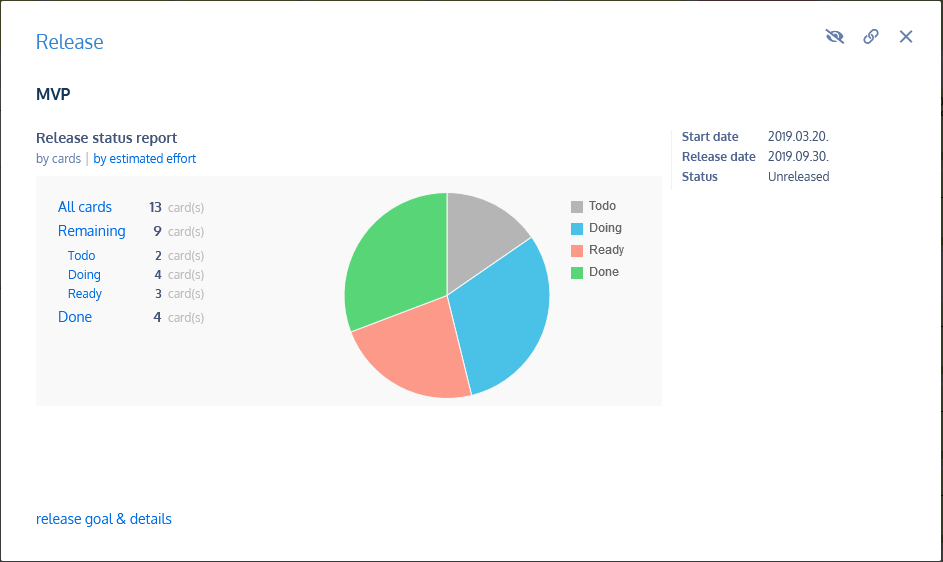 Release
MVP
Release status report
by cards | by estimated effort
All cards 13 card(s)
Remaining 9 card(s)
Todo 2 card(s)
Doing 4 card(s)
Ready 3 card(s)
Done 4 card(s)
Todo
Doing
Ready
Done
Start date 2019.03.20.
Release date 2019.09.30.
Status Unreleased
release goal & details